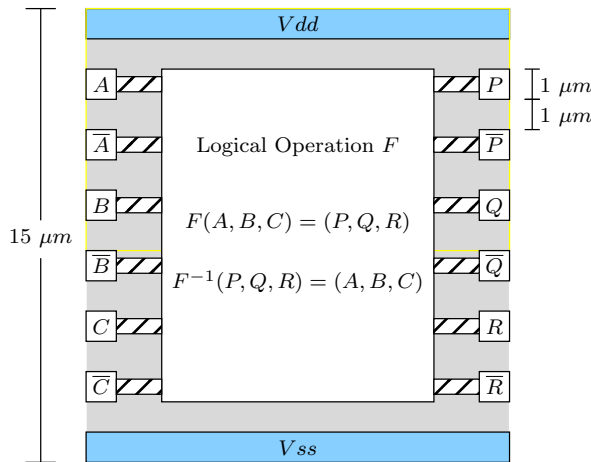 Vdd
A P 1 μm
1 μm
A̅ Logical Operation F P̅
B F(A, B, C) = (P, Q, R) Q
15 μm
B̅ F⁻¹(P, Q, R) = (A, B, C) Q̅
C R
C̅ R̅
Vss